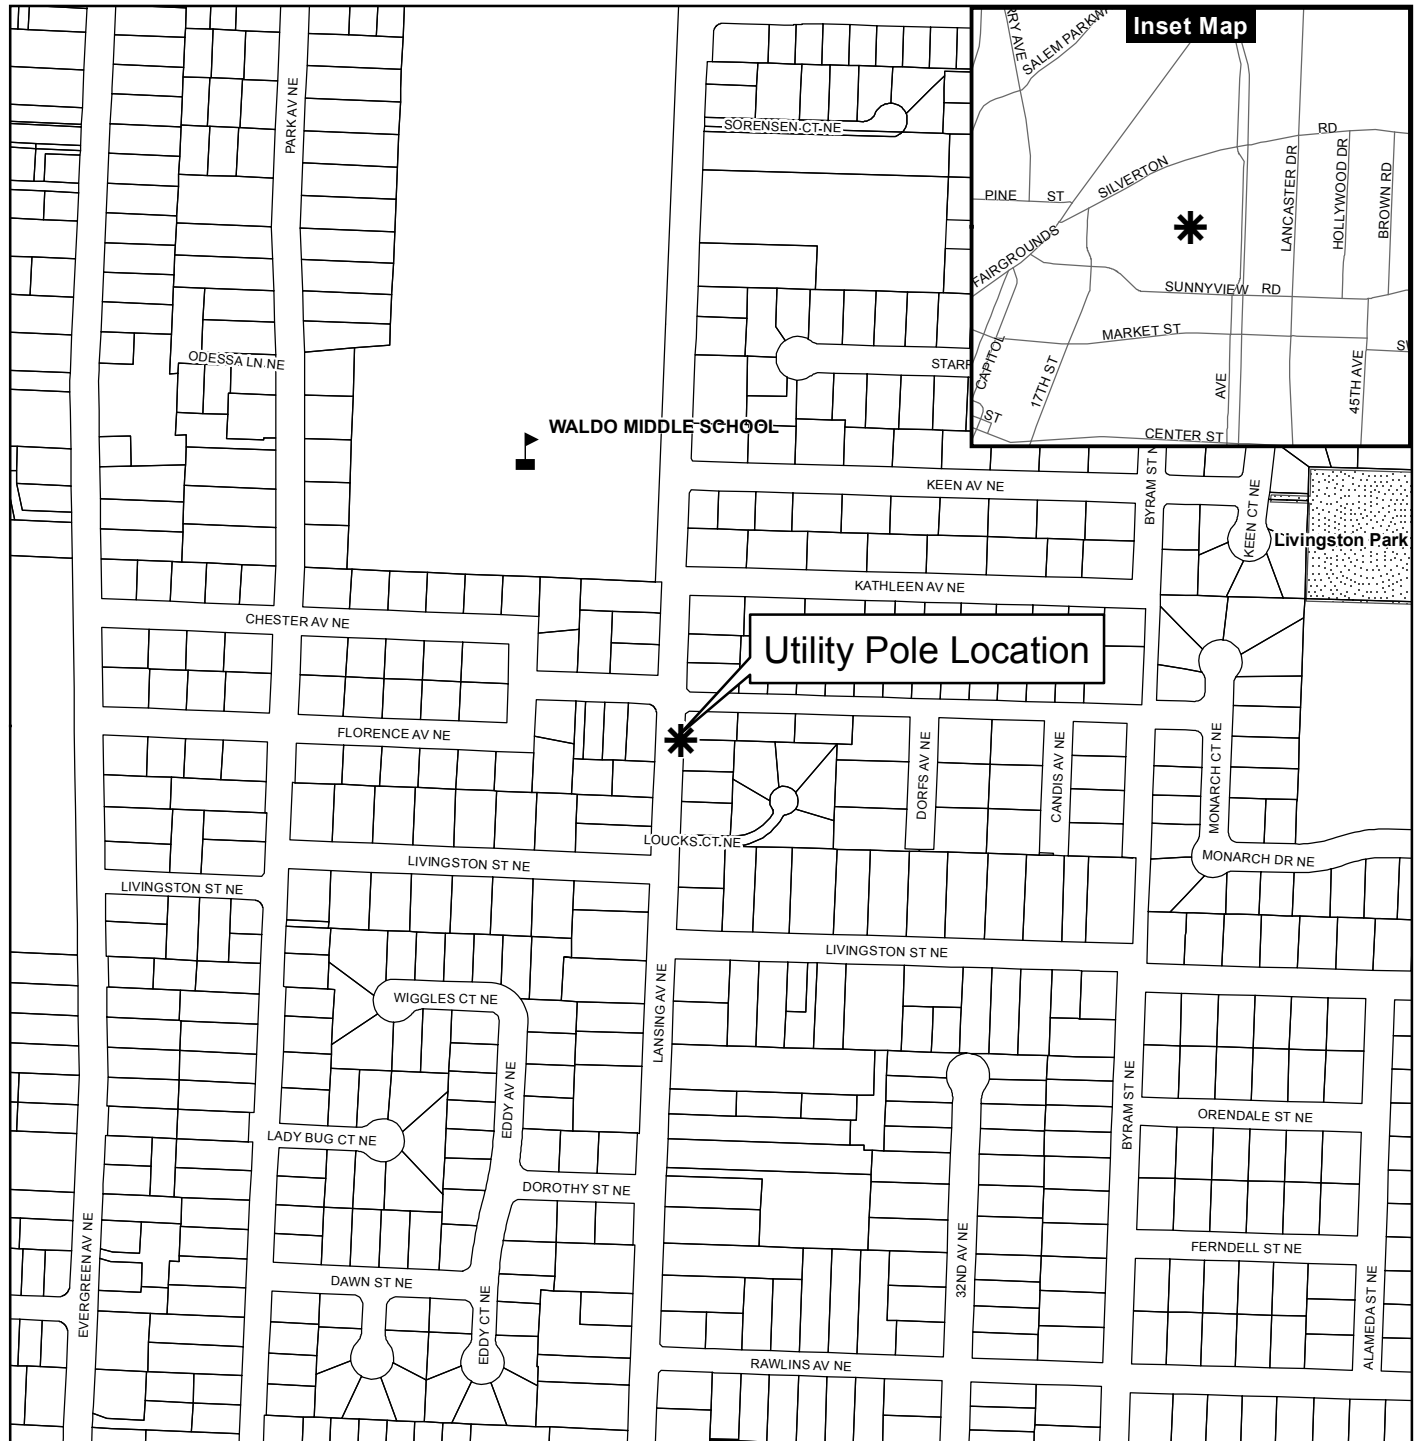 Inset Map
RRY AVE
SALEM PARKWA
RD
SILVERTON
PINE ST
LANCASTER DR
HOLLYWOOD DR
BROWN RD
FAIRGROUNDS
SUNNYVIEW RD
MARKET ST
CAPITOL
ST
17TH ST
AVE
45TH AVE
CENTER ST
PARK AV NE
SORENSEN CT NE
ODESSA LN NE
STARR
WALDO MIDDLE SCHOOL
KEEN AV NE
BYRAM ST N
KEEN CT NE
Livingston Park
KATHLEEN AV NE
CHESTER AV NE
Utility Pole Location
FLORENCE AV NE
DORFS AV NE
CANDIS AV NE
MONARCH CT NE
LOUCKS CT NE
LIVINGSTON ST NE
MONARCH DR NE
LIVINGSTON ST NE
LIVINGSTON ST NE
WIGGLES CT NE
LANSING AV NE
EDDY AV NE
BYRAM ST NE
ORENDALE ST NE
LADY BUG CT NE
DOROTHY ST NE
EVERGREEN AV NE
32ND AV NE
FERNDELL ST NE
DAWN ST NE
EDDY CT NE
ALAMEDA ST NE
RAWLINS AV NE